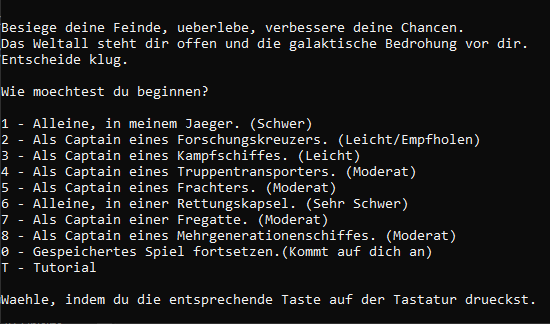 Besiege deine Feinde, ueberlebe, verbessere deine Chancen.
Das Weltall steht dir offen und die galaktische Bedrohung vor dir.
Entscheide klug.
Wie moechtest du beginnen?
1 - Alleine, in meinem Jaeger. (Schwer)
2 - Als Captain eines Forschungskreuzers. (Leicht/Empfholen)
3 - Als Captain eines Kampfschiffes. (Leicht)
4 - Als Captain eines Truppentransporters. (Moderat)
5 - Als Captain eines Frachters. (Moderat)
6 - Alleine, in einer Rettungskapsel. (Sehr Schwer)
7 - Als Captain einer Fregatte. (Moderat)
8 - Als Captain eines Mehrgenerationenschiffes. (Moderat)
0 - Gespeichertes Spiel fortsetzen.(Kommt auf dich an)
T - Tutorial
Waehle, indem du die entsprechende Taste auf der Tastatur drueckst.